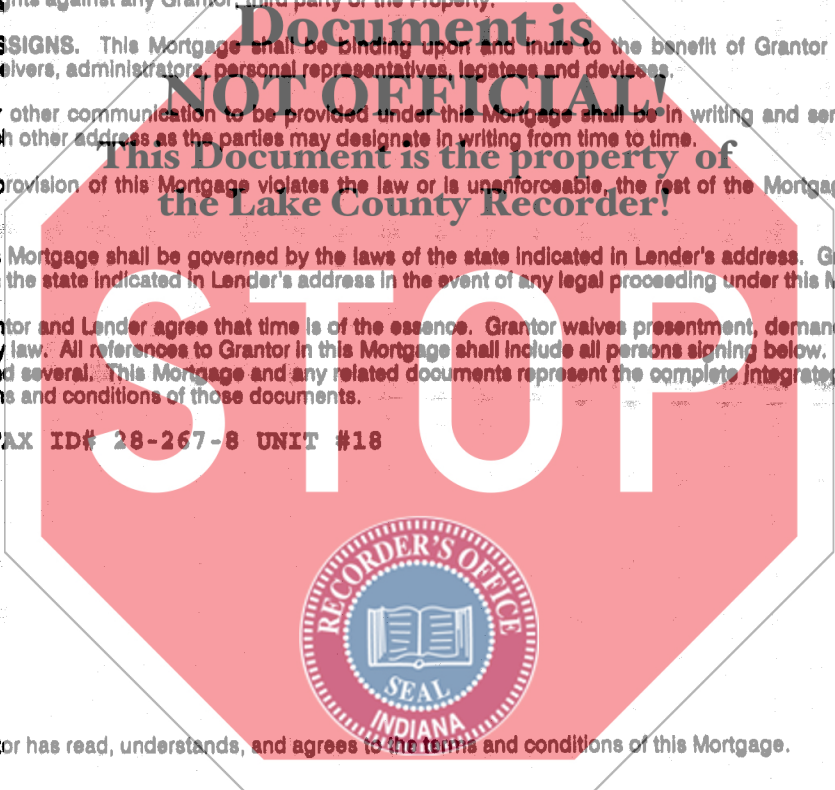 ghts against any Grantor, third party or the Property.
Document is
SSIGNS. This Mortgage shall be binding upon and inure to the benefit of Grantor
eivers, administrators, personal representatives, legatees and devisees.
NOT OFFICIAL!
other communication to be provided under this Mortgage shall be in writing and ser
h other address as the parties may designate in writing from time to time.
This Document is the property of
provision of this Mortgage violates the law or is unenforceable, the rest of the Mortgag
the Lake County Recorder!
Mortgage shall be governed by the laws of the state indicated in Lender's address. G
the state indicated in Lender's address in the event of any legal proceeding under this M
STOP
ntor and Lender agree that time is of the essence. Grantor waives presentment, deman
y law. All references to Grantor in this Mortgage shall include all persons signing below.
d several. This Mortgage and any related documents represent the complete integrated
s and conditions of those documents.
AX ID# 28-267-8 UNIT #18
RECORDER'S OFFICE
SEAL
INDIANA
or has read, understands, and agrees to the terms and conditions of this Mortgage.